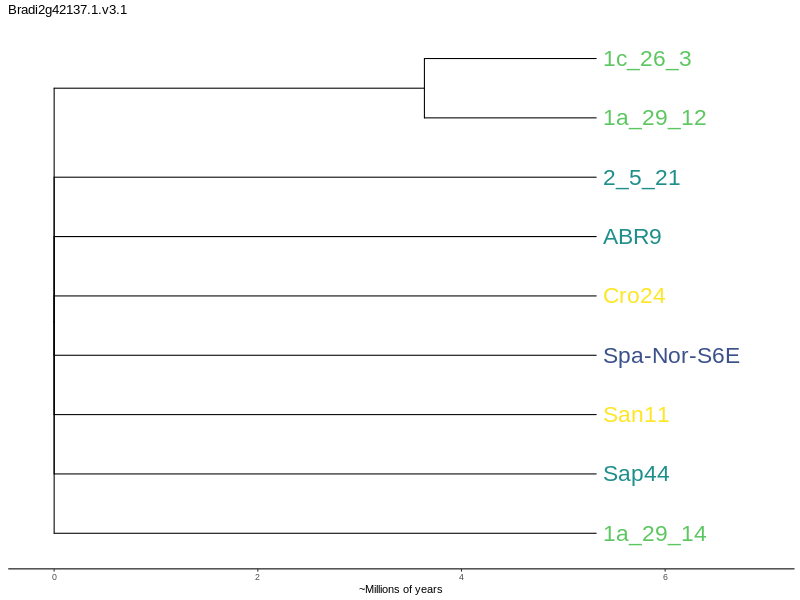 Bradi2g42137.1.v3.1
1c_26_3
1a_29_12
2_5_21
ABR9
Cro24
Spa-Nor-S6E
San11
Sap44
1a_29_14
0 2 4 6
~Millions of years